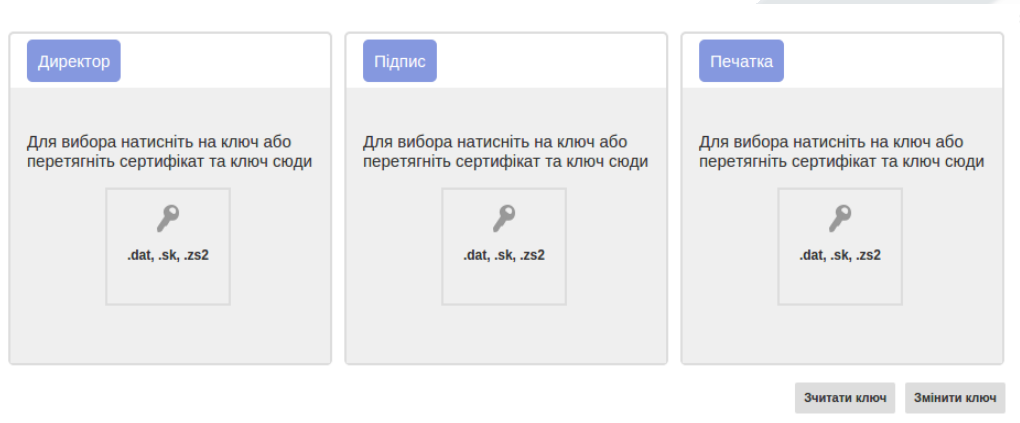 Директор
Для вибора натисніть на ключ або
перетягніть сертифікат та ключ сюди
.dat, .sk, .zs2
Підпис
Для вибора натисніть на ключ або
перетягніть сертифікат та ключ сюди
.dat, .sk, .zs2
Печатка
Для вибора натисніть на ключ або
перетягніть сертифікат та ключ сюди
.dat, .sk, .zs2
Зчитати ключ
Змінити ключ